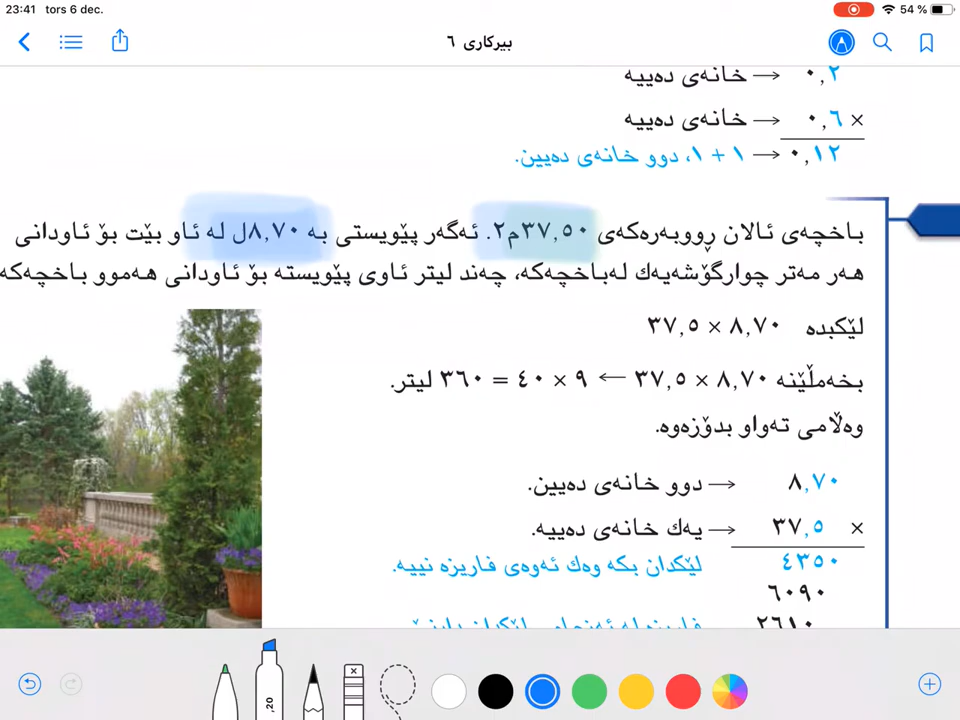 23:41 tors 6 dec.
54 %
بیرکاری ٦
٠,٢ → خانەی دەییە
× ٠,٦ → خانەی دەییە
٠,١٢ → ١ + ١، دوو خانەی دەیین.
باخچەی ئالان ڕووبەرەکەی ٣٧,٥٠م٢. ئەگەر پێویستی بە ٨,٧٠ل لە ئاو بێت بۆ ئاودانی
هەر مەتر چوارگۆشەیەك لەباخچەکە، چەند لیتر ئاوی پێویستە بۆ ئاودانی هەموو باخچەکە
لێکبدە ٨,٧٠ × ٣٧,٥
بخەمڵێنە ٨,٧٠ × ٣٧,٥ ← ٩ × ٤٠ = ٣٦٠ لیتر.
وەڵامی تەواو بدۆزەوە.
٨,٧٠ → دوو خانەی دەیین.
× ٣٧,٥ → یەك خانەی دەییە.
٤٣٥٠ لێکدان بکە وەك ئەوەی فاریزە نییە.
٦٠٩٠
٢٦١٠
,20